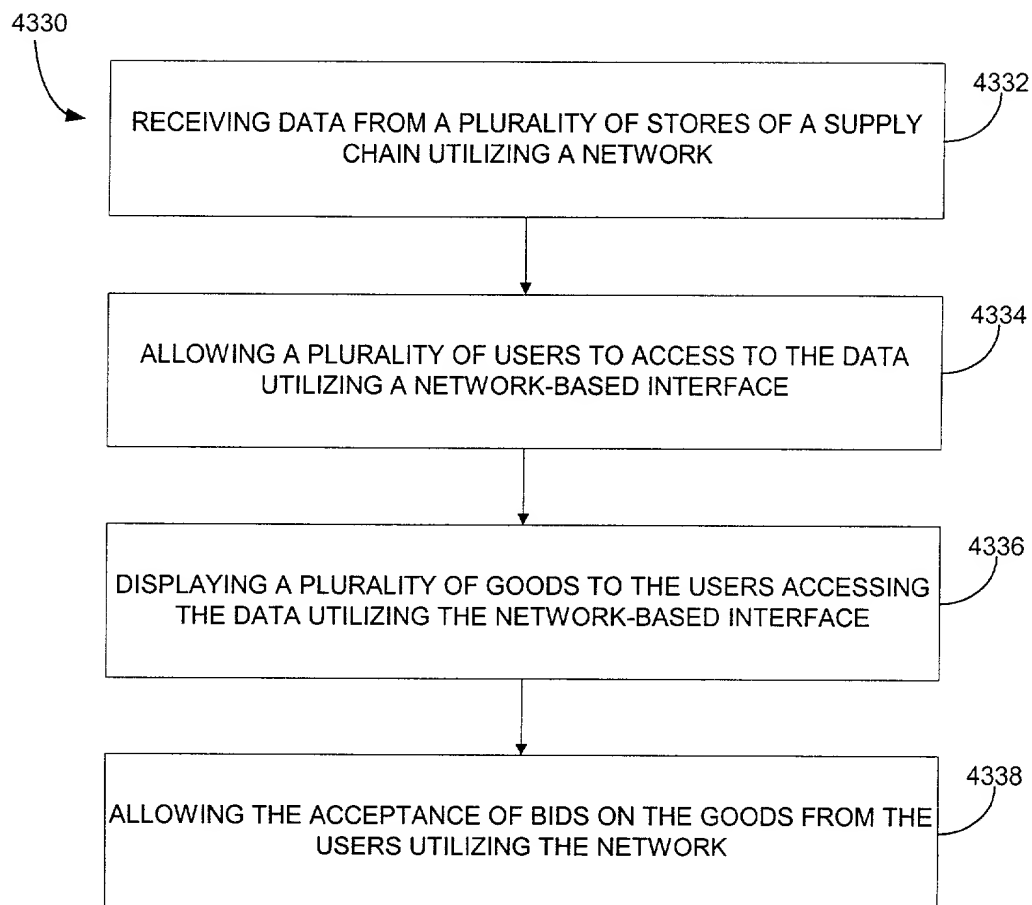 4330
4332
RECEIVING DATA FROM A PLURALITY OF STORES OF A SUPPLY
CHAIN UTILIZING A NETWORK
4334
ALLOWING A PLURALITY OF USERS TO ACCESS TO THE DATA
UTILIZING A NETWORK-BASED INTERFACE
4336
DISPLAYING A PLURALITY OF GOODS TO THE USERS ACCESSING
THE DATA UTILIZING THE NETWORK-BASED INTERFACE
4338
ALLOWING THE ACCEPTANCE OF BIDS ON THE GOODS FROM THE
USERS UTILIZING THE NETWORK